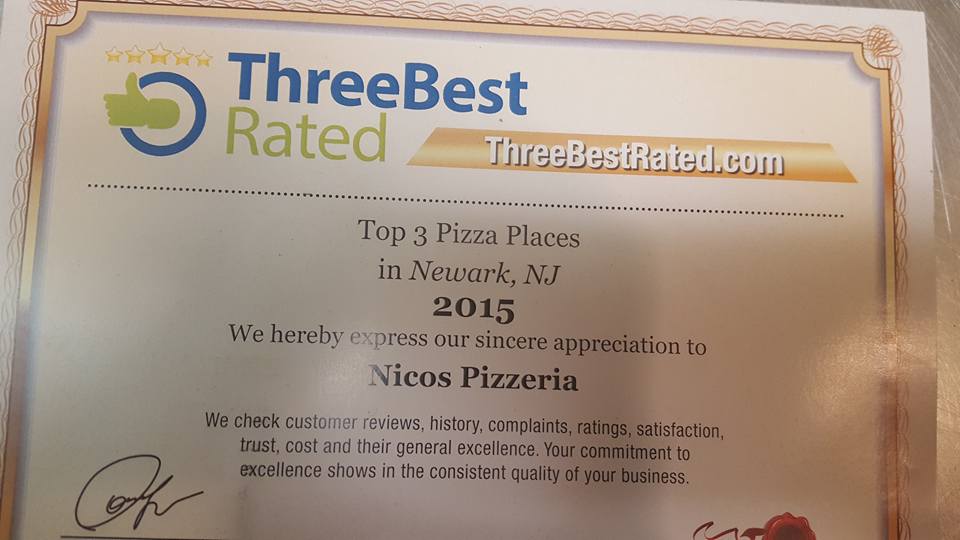 ThreeBest
Rated
ThreeBestRated.com
Top 3 Pizza Places
in Newark, NJ
2015
We hereby express our sincere appreciation to
Nicos Pizzeria
We check customer reviews, history, complaints, ratings, satisfaction,
trust, cost and their general excellence. Your commitment to
excellence shows in the consistent quality of your business.